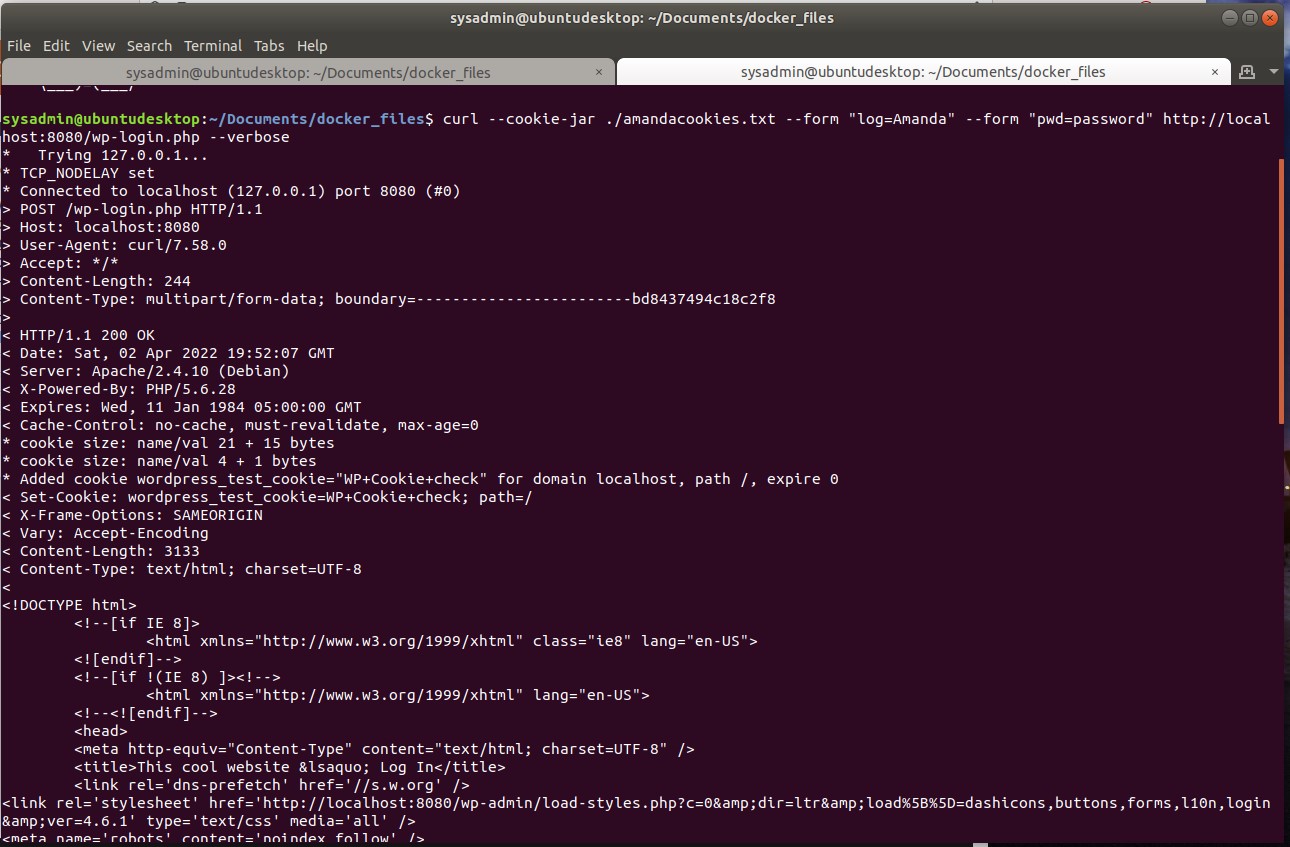 sysadmin@ubuntudesktop: ~/Documents/docker_files
File Edit View Search Terminal Tabs Help
sysadmin@ubuntudesktop: ~/Documents/docker_files × sysadmin@ubuntudesktop: ~/Documents/docker_files ×
sysadmin@ubuntudesktop:~/Documents/docker_files$ curl --cookie-jar ./amandacookies.txt --form "log=Amanda" --form "pwd=password" http://local
host:8080/wp-login.php --verbose
*   Trying 127.0.0.1...
* TCP_NODELAY set
* Connected to localhost (127.0.0.1) port 8080 (#0)
> POST /wp-login.php HTTP/1.1
> Host: localhost:8080
> User-Agent: curl/7.58.0
> Accept: */*
> Content-Length: 244
> Content-Type: multipart/form-data; boundary=------------------------bd8437494c18c2f8
>
< HTTP/1.1 200 OK
< Date: Sat, 02 Apr 2022 19:52:07 GMT
< Server: Apache/2.4.10 (Debian)
< X-Powered-By: PHP/5.6.28
< Expires: Wed, 11 Jan 1984 05:00:00 GMT
< Cache-Control: no-cache, must-revalidate, max-age=0
* cookie size: name/val 21 + 15 bytes
* cookie size: name/val 4 + 1 bytes
* Added cookie wordpress_test_cookie="WP+Cookie+check" for domain localhost, path /, expire 0
< Set-Cookie: wordpress_test_cookie=WP+Cookie+check; path=/
< X-Frame-Options: SAMEORIGIN
< Vary: Accept-Encoding
< Content-Length: 3133
< Content-Type: text/html; charset=UTF-8
<
<!DOCTYPE html>
        <!--[if IE 8]>
                <html xmlns="http://www.w3.org/1999/xhtml" class="ie8" lang="en-US">
        <![endif]-->
        <!--[if !(IE 8) ]><!-->
                <html xmlns="http://www.w3.org/1999/xhtml" lang="en-US">
        <!--<![endif]-->
        <head>
        <meta http-equiv="Content-Type" content="text/html; charset=UTF-8" />
        <title>This cool website &lsaquo; Log In</title>
        <link rel='dns-prefetch' href='//s.w.org' />
<link rel='stylesheet' href='http://localhost:8080/wp-admin/load-styles.php?c=0&amp;dir=ltr&amp;load%5B%5D=dashicons,buttons,forms,l10n,login
&amp;ver=4.6.1' type='text/css' media='all' />
<meta name='robots' content='noindex,follow' />